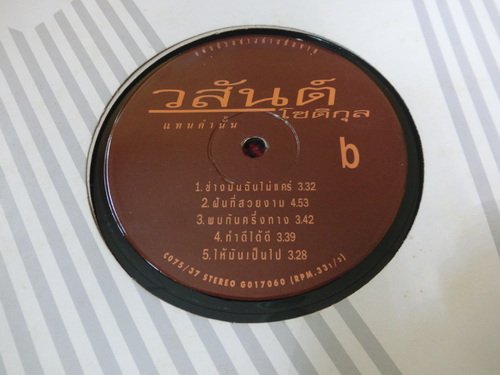 วสันต์
โชติกุล
แทนคำนั้น
b
1.ช่างมันฉันไม่แคร์ 3.32
2.ฝันที่สวยงาม 4.53
3.พบกันครึ่งทาง 3.42
4.ทำดีได้ดี 3.39
5.ให้มันเป็นไป 3.28
C075/37 STEREO G017060 (RPM.33 1/3)